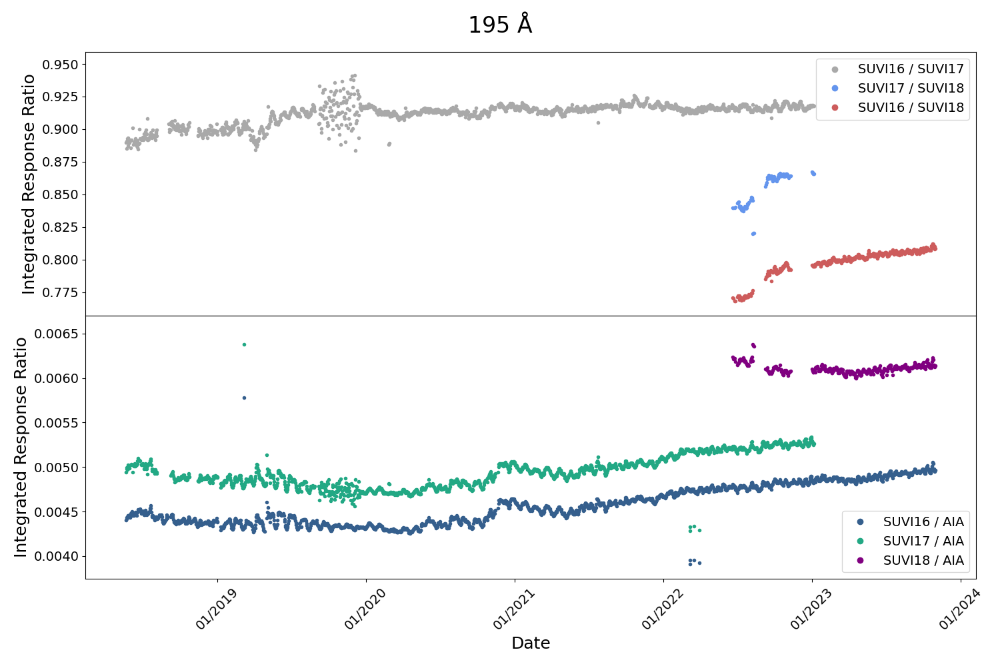 195 Å
Integrated Response Ratio
0.950
0.925
0.900
0.875
0.850
0.825
0.800
0.775
SUVI16 / SUVI17
SUVI17 / SUVI18
SUVI16 / SUVI18
Integrated Response Ratio
0.0065
0.0060
0.0055
0.0050
0.0045
0.0040
SUVI16 / AIA
SUVI17 / AIA
SUVI18 / AIA
01/2019
01/2020
01/2021
01/2022
01/2023
01/2024
Date